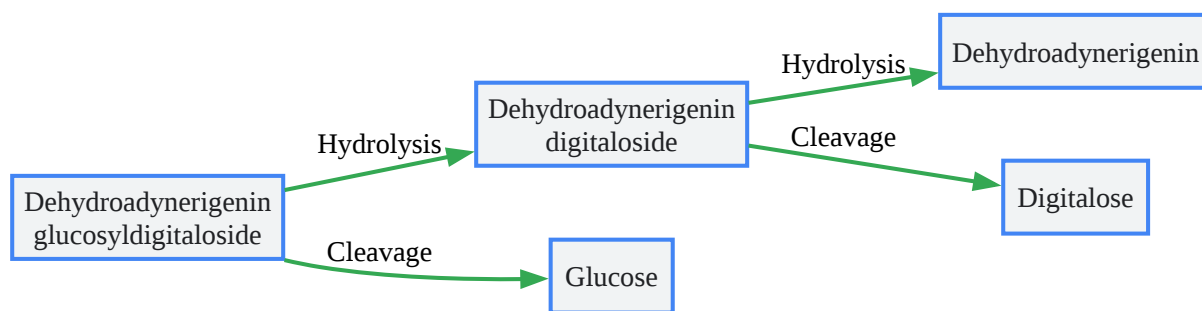 Dehydroadynerigenin
glucosyldigitaloside
Hydrolysis
Cleavage
Dehydroadynerigenin
digitaloside
Glucose
Hydrolysis
Cleavage
Dehydroadynerigenin
Digitalose